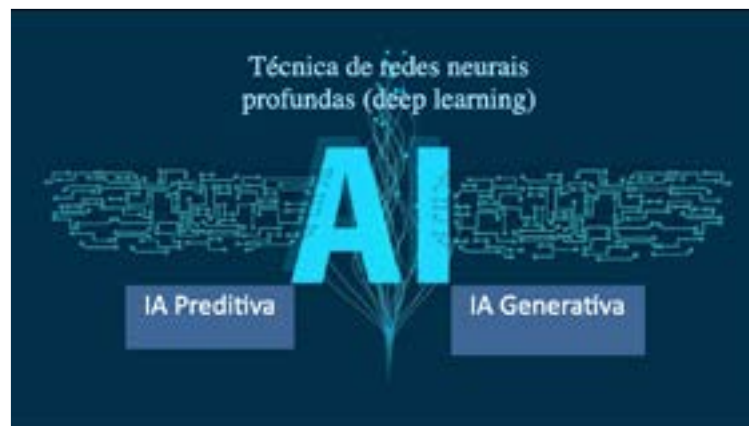 Técnica de redes neurais
profundas (deep learning)
AI
IA Preditiva
IA Generativa